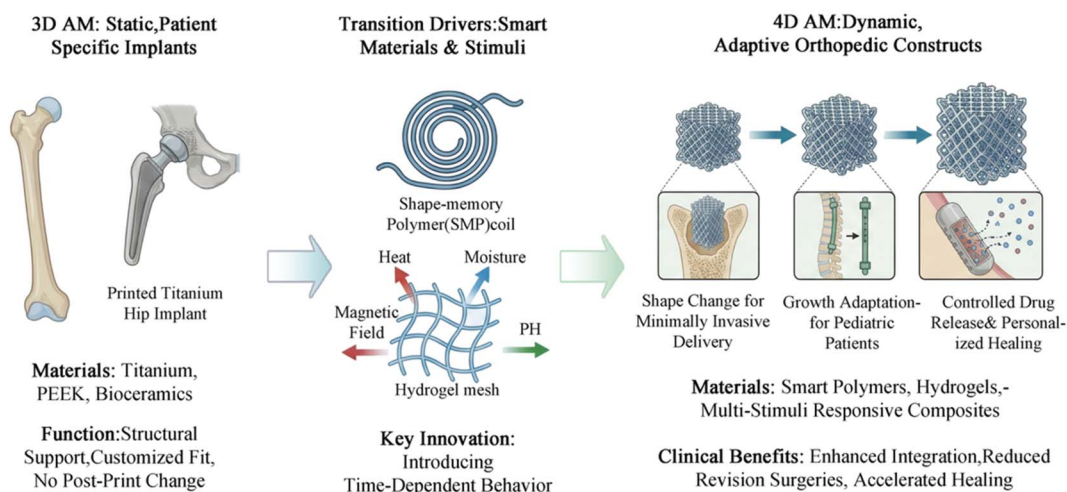 3D AM: Static,Patient
Specific Implants
Printed Titanium
Hip Implant
Materials: Titanium,
PEEK, Bioceramics
Function:Structural
Support,Customized Fit,
No Post-Print Change
Transition Drivers:Smart
Materials & Stimuli
Shape-memory
Polymer(SMP)coil
Heat
Moisture
Magnetic
Field
PH
Hydrogel mesh
Key Innovation:
Introducing
Time-Dependent Behavior
4D AM:Dynamic,
Adaptive Orthopedic Constructs
Shape Change for
Minimally Invasive
Delivery
Growth Adaptation-
for Pediatric
Patients
Controlled Drug
Release& Personal-
ized Healing
Materials: Smart Polymers, Hydrogels,-
Multi-Stimuli Responsive Composites
Clinical Benefits: Enhanced Integration,Reduced
Revision Surgeries, Accelerated Healing